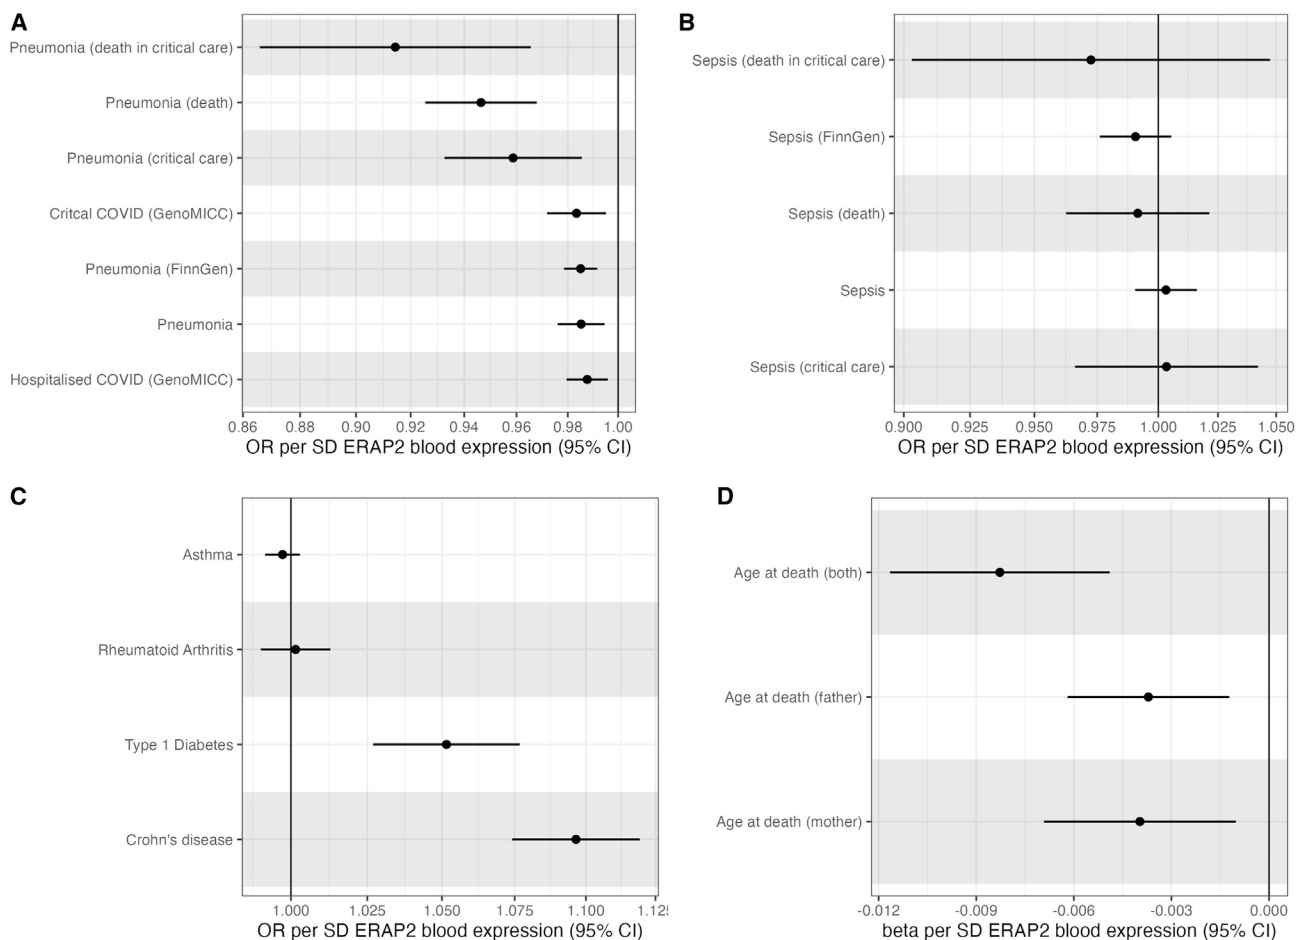 A
Pneumonia (death in critical care)
Pneumonia (death)
Pneumonia (critical care)
Critcal COVID (GenoMICC)
Pneumonia (FinnGen)
Pneumonia
Hospitalised COVID (GenoMICC)
0.86 0.88 0.90 0.92 0.94 0.96 0.98 1.00
OR per SD ERAP2 blood expression (95% CI)
B
Sepsis (death in critical care)
Sepsis (FinnGen)
Sepsis (death)
Sepsis
Sepsis (critical care)
0.900 0.925 0.950 0.975 1.000 1.025 1.050
OR per SD ERAP2 blood expression (95% CI)
C
Asthma
Rheumatoid Arthritis
Type 1 Diabetes
Crohn's disease
1.000 1.025 1.050 1.075 1.100 1.12
OR per SD ERAP2 blood expression (95% CI)
D
Age at death (both)
Age at death (father)
Age at death (mother)
-0.012 -0.009 -0.006 -0.003 0.000
beta per SD ERAP2 blood expression (95% CI)